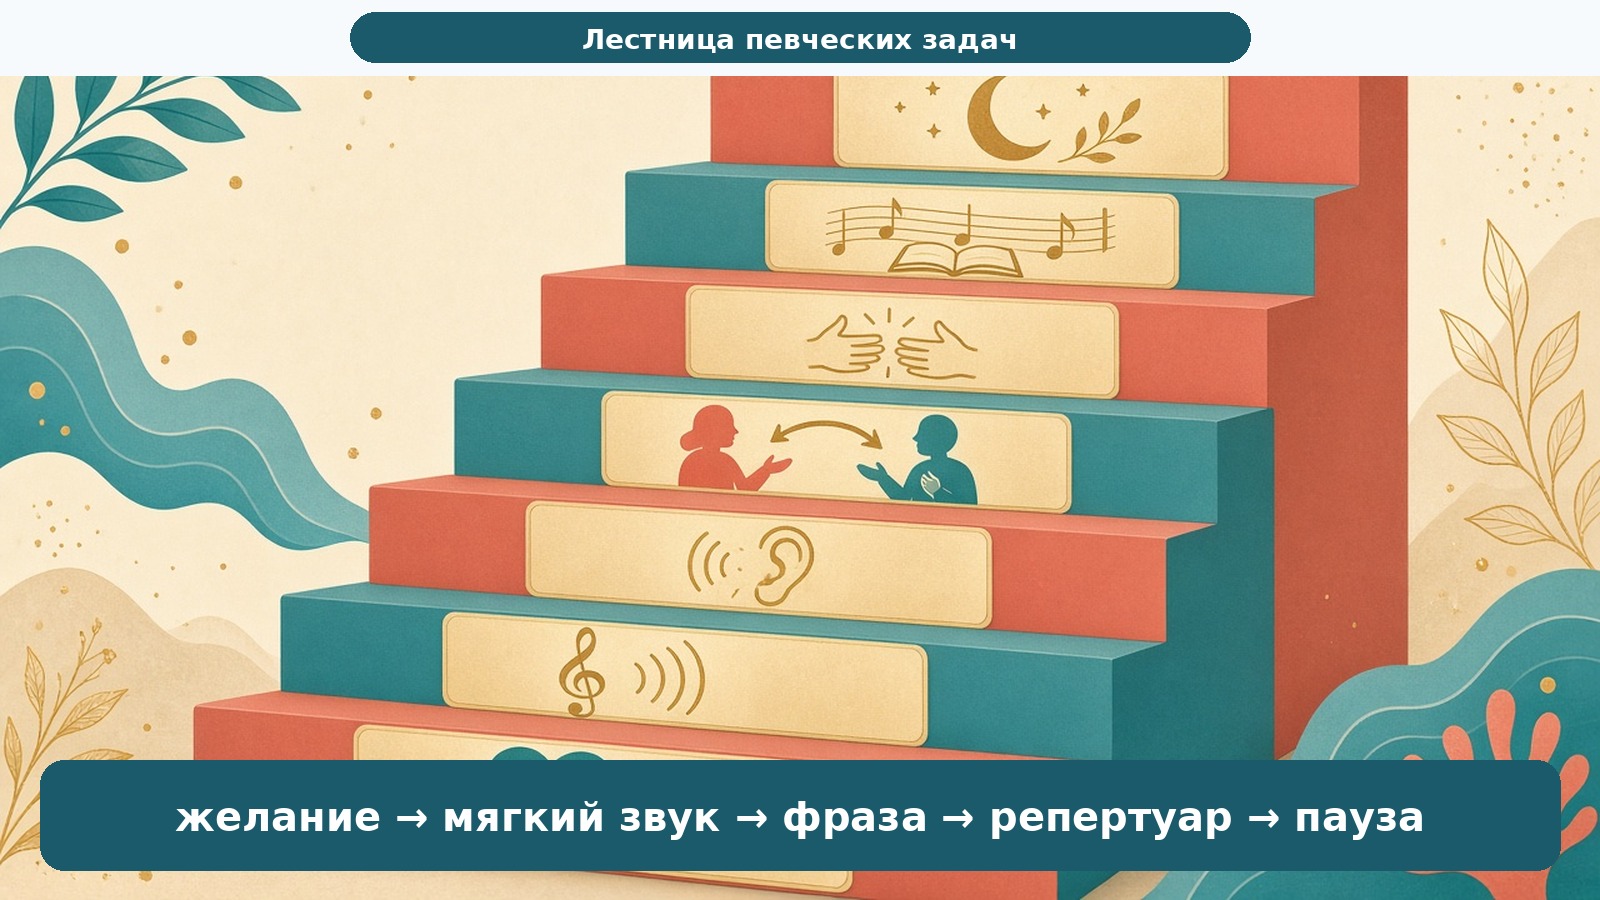 Лестница певческих задач
желание → мягкий звук → фраза → репертуар → пауза